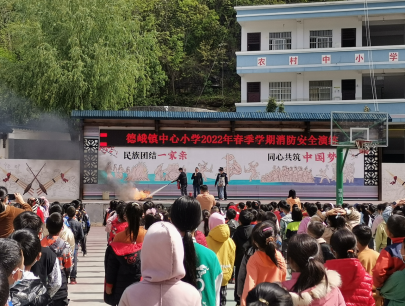 农村中小学
德峨镇中心小学2022年春季学期消防安全演练
民族团结一家亲
同心共筑中国梦